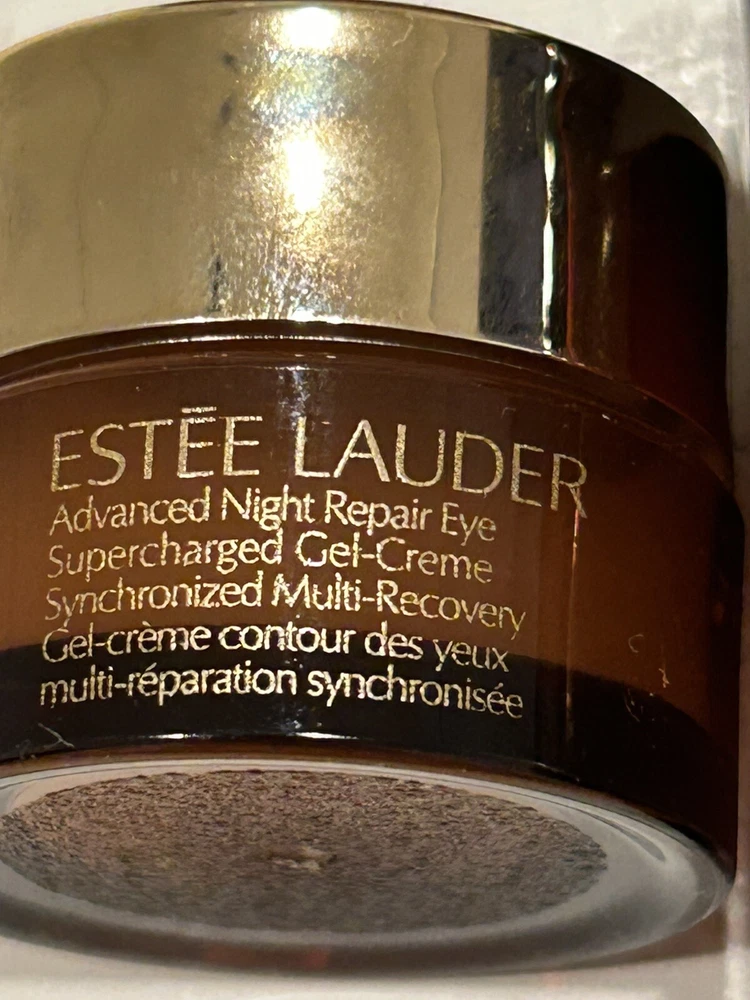 ESTĒE LAUDER
Advanced Night Repair Eye
Supercharged Gel-Creme
Synchronized Multi-Recovery
Gel-crème contour des yeux
multi-réparation synchronisée